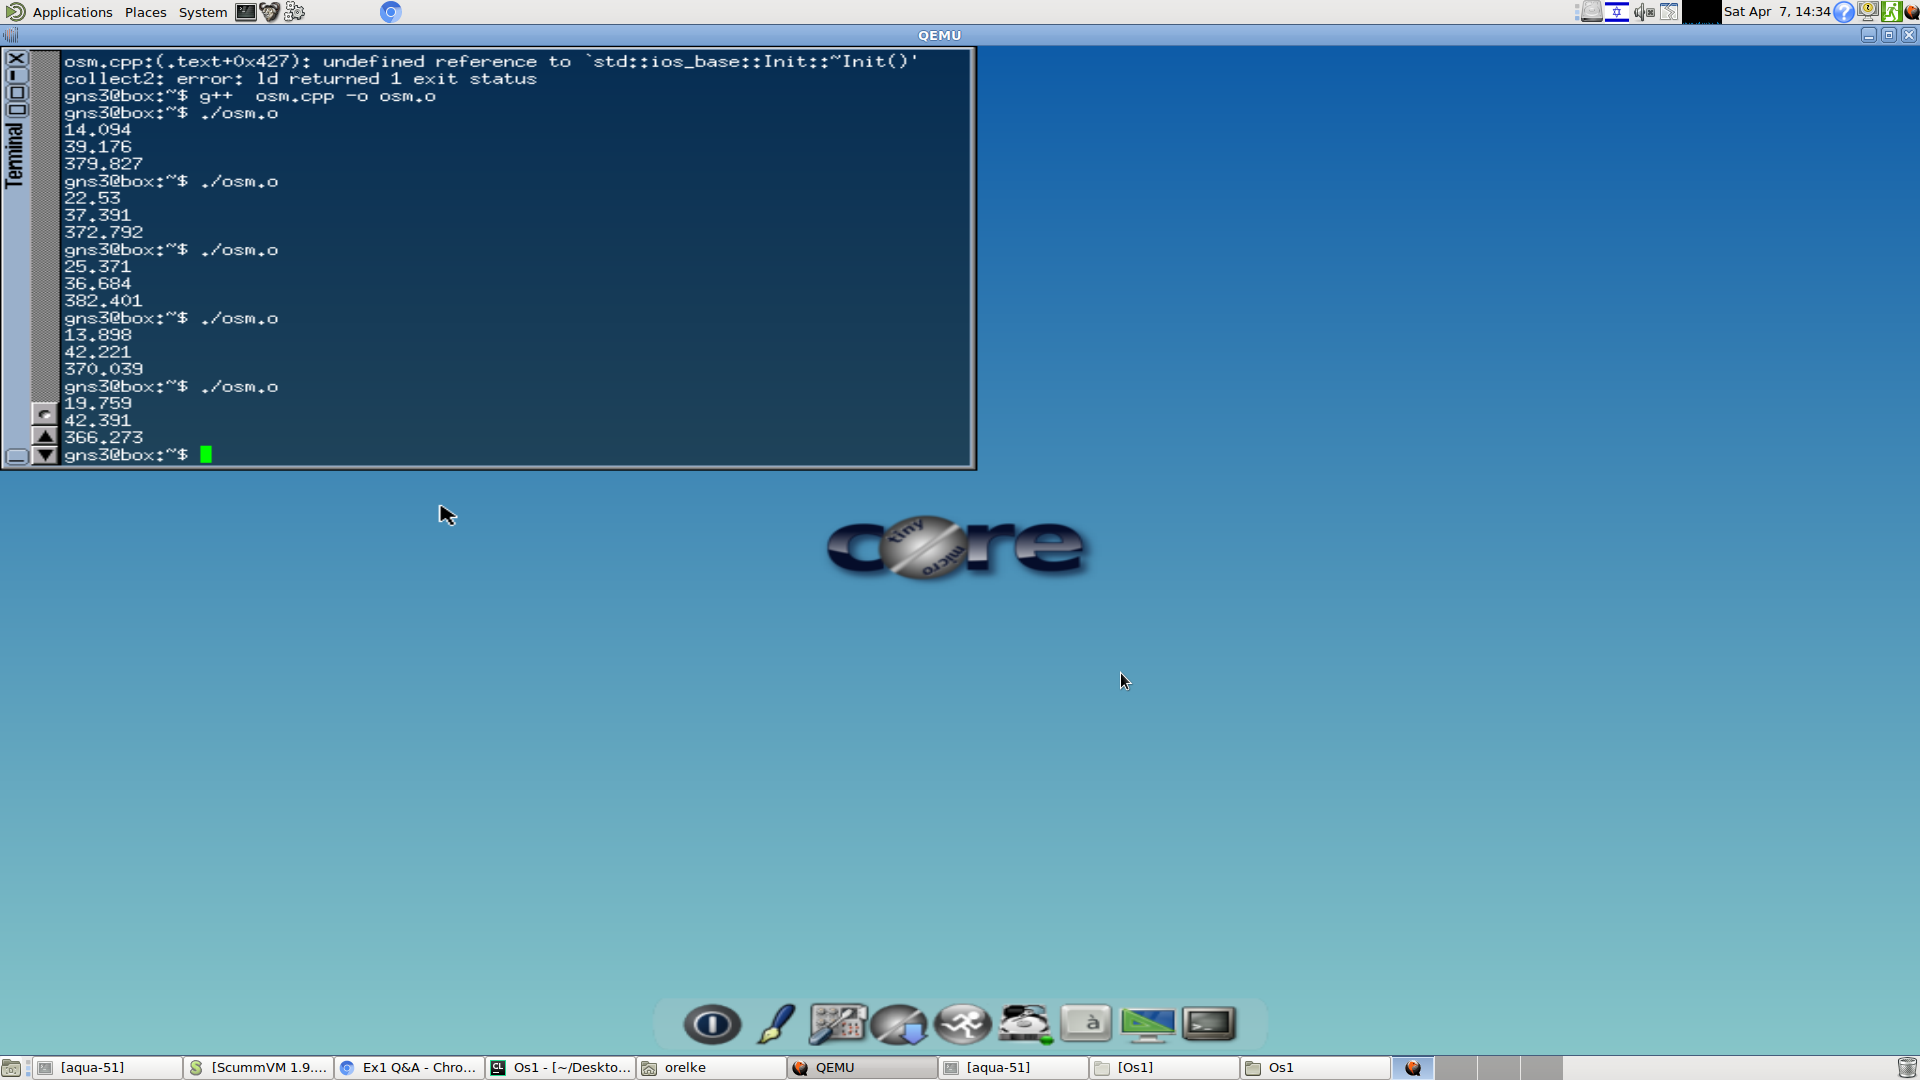 Applications Places System
Sat Apr 7, 14:34
QEMU
Terminal
osm.cpp:(.text+0x427): undefined reference to `std::ios_base::Init::~Init()'
collect2: error: ld returned 1 exit status
gns3@box:~$ g++  osm.cpp -o osm.o
gns3@box:~$ ./osm.o
14.094
39.176
379.827
gns3@box:~$ ./osm.o
22.53
37.391
372.792
gns3@box:~$ ./osm.o
25.371
36.684
382.401
gns3@box:~$ ./osm.o
13.898
42.221
370.039
gns3@box:~$ ./osm.o
19.759
42.391
366.273
gns3@box:~$
core
tiny
micro
à
[aqua-51] [ScummVM 1.9.... Ex1 Q&A - Chro... CL Os1 - [~/Deskto... orelke QEMU [aqua-51] [Os1] Os1